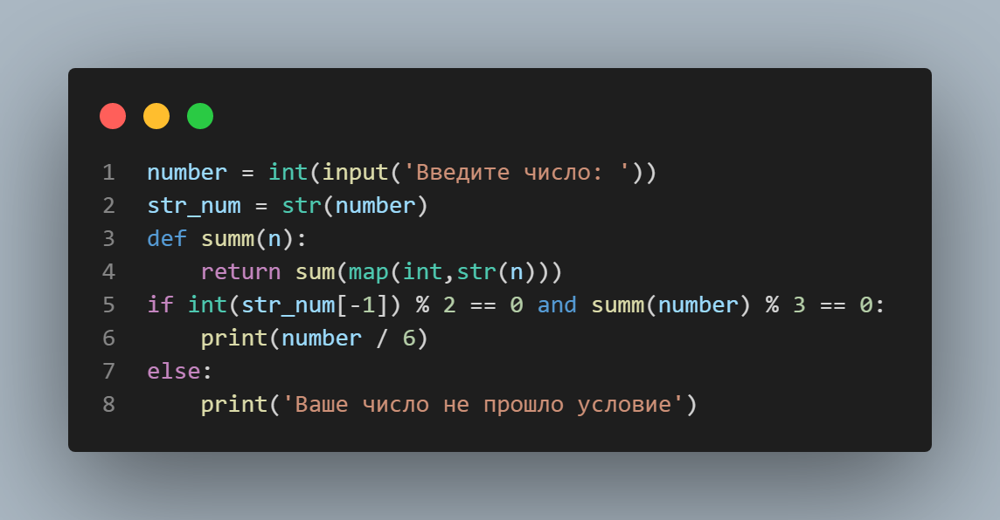 1 number = int(input('Введите число: '))
2 str_num = str(number)
3 def summ(n):
4     return sum(map(int,str(n)))
5 if int(str_num[-1]) % 2 == 0 and summ(number) % 3 == 0:
6     print(number / 6)
7 else:
8     print('Ваше число не прошло условие')